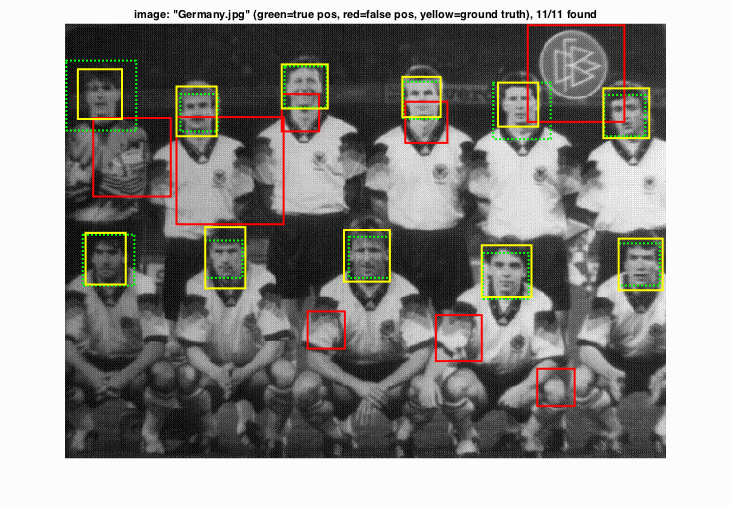 image: "Germany.jpg" (green=true pos, red=false pos, yellow=ground truth), 11/11 found